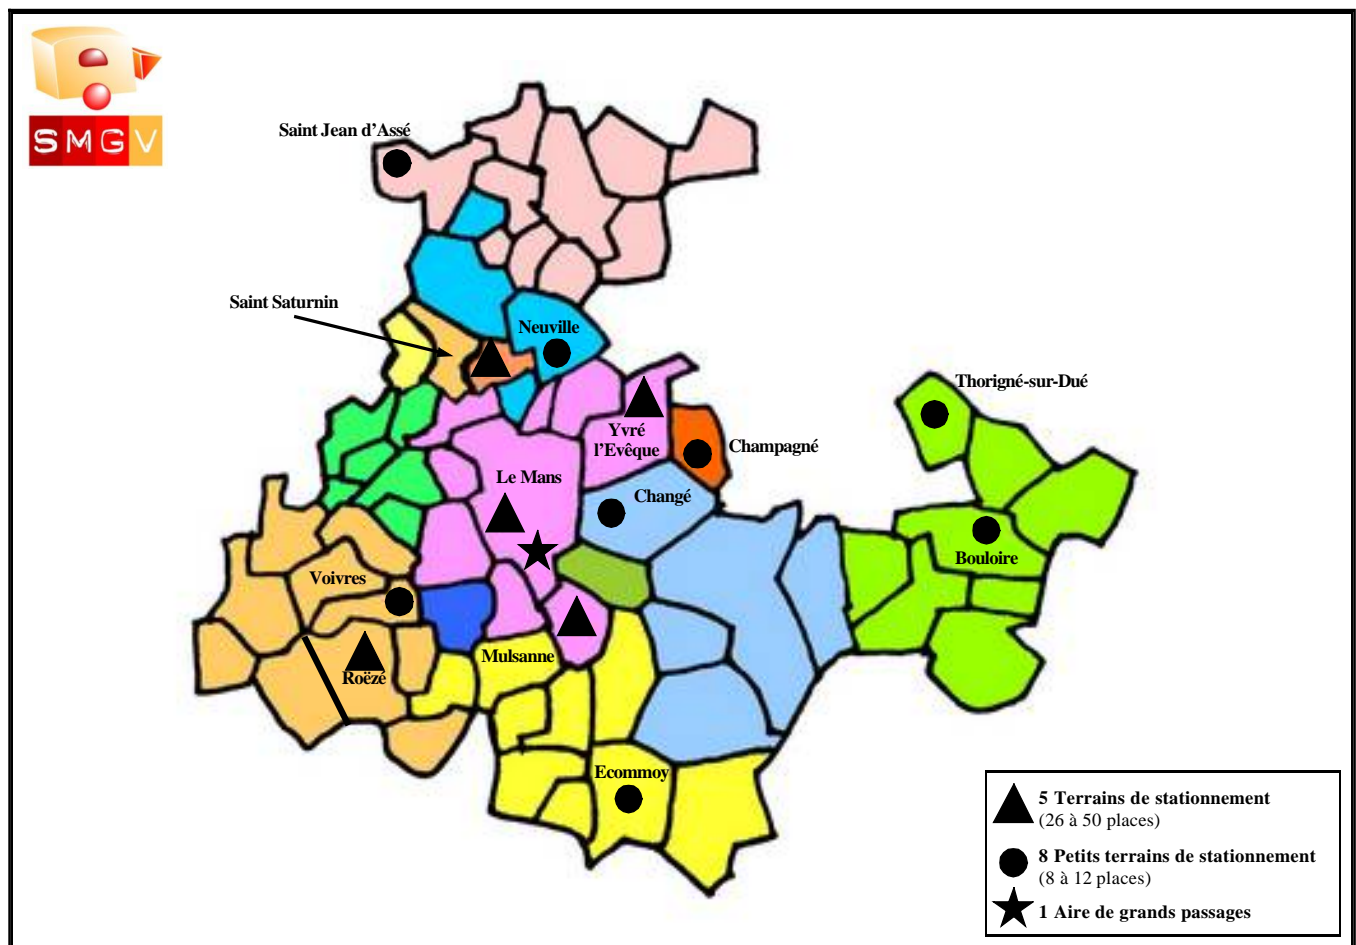 SMGV
Saint Jean d'Assé
Saint Saturnin
Neuville
Thorigné-sur-Dué
Yvré
l'Evêque
Champagné
Le Mans
Changé
Bouloire
Voivres
Mulsanne
Roëzé
Ecommoy
5 Terrains de stationnement
(26 à 50 places)
8 Petits terrains de stationnement
(8 à 12 places)
1 Aire de grands passages